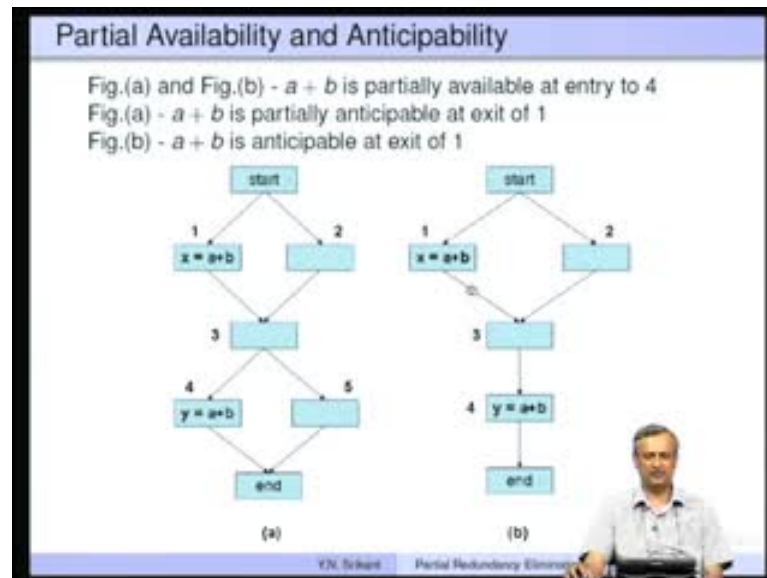 Partial Availability and Anticipability
Fig.(a) and Fig.(b) - a + b is partially available at entry to 4
Fig.(a) - a + b is partially anticipable at exit of 1
Fig.(b) - a + b is anticipable at exit of 1
start
1
2
x = a+b
3
4
5
y = a+b
end
(a)
start
1
2
x = a+b
3
4
y = a+b
end
(b)
Y.N. Srikant
Partial Redundancy